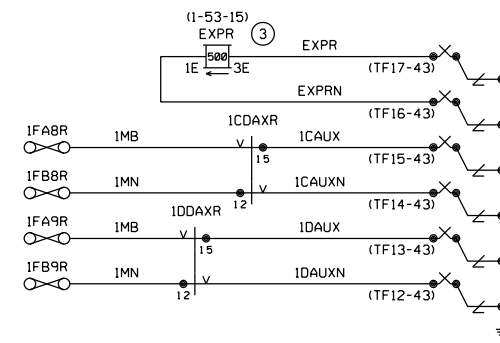 (1-53-15)
EXPR 3
500 EXPR
1E 3E (TF17-43)
EXPRN
1CDAXR (TF16-43)
1FA8R 1MB V 1CAUX
15 (TF15-43)
1FB8R 1MN V 1CAUXN
12 (TF14-43)
1DDAXR
1FA9R 1MB V 1DAUX
15 (TF13-43)
1FB9R 1MN V 1DAUXN
12 (TF12-43)